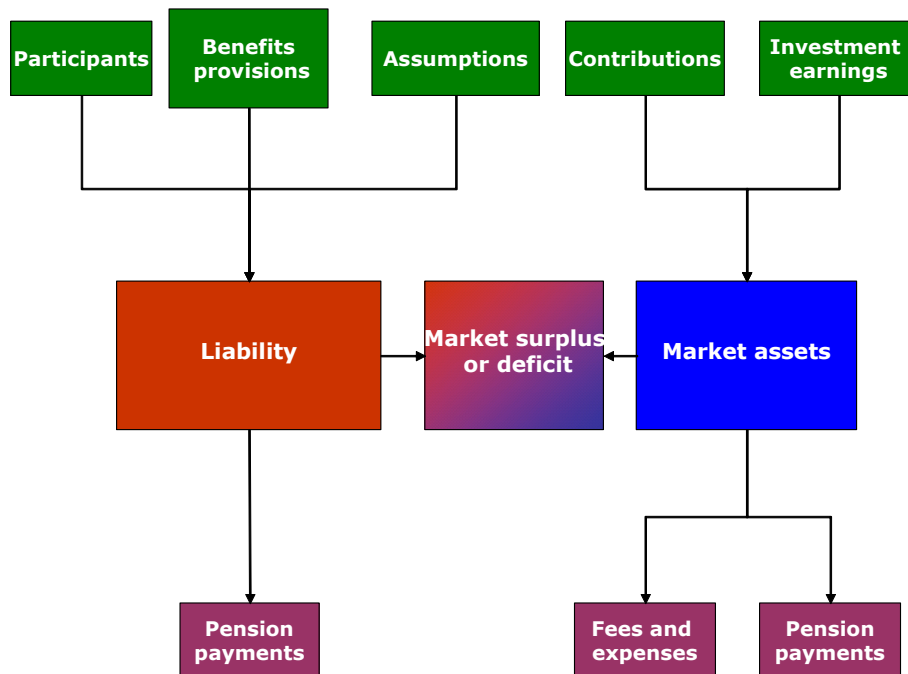 Participants
Benefits
provisions
Assumptions
Contributions
Investment
earnings
Liability
Market surplus
or deficit
Market assets
Pension
payments
Fees and
expenses
Pension
payments